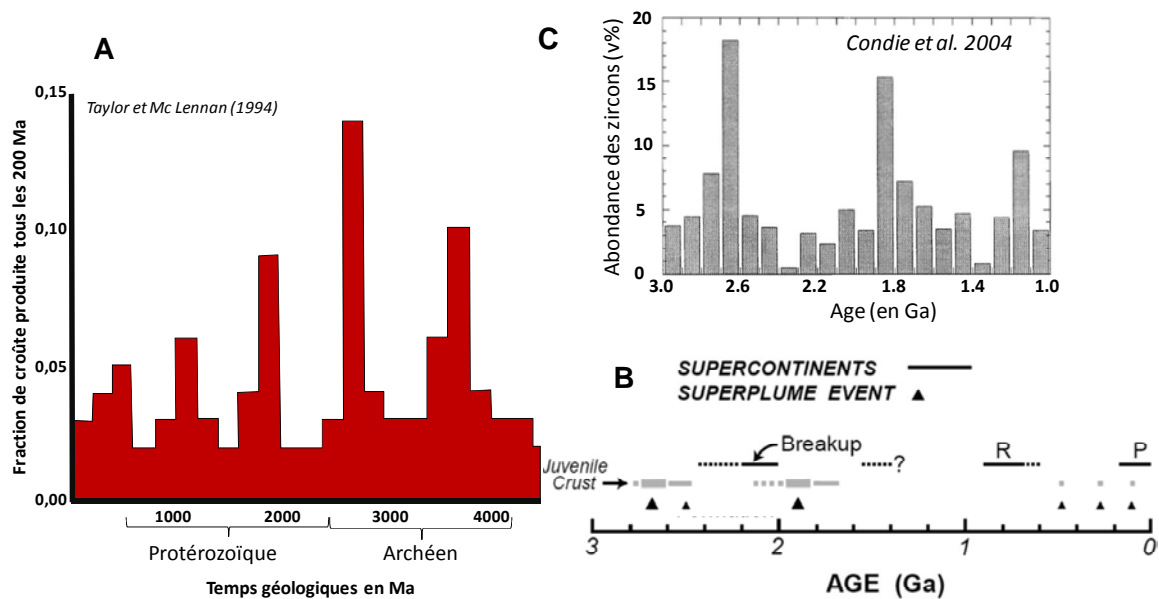 A
Taylor et Mc Lennan (1994)
Fraction de croûte produite tous les 200 Ma
0,15
0,10
0,05
0,00
1000 2000 3000 4000
Protérozoïque Archéen
Temps géologiques en Ma
C
Condie et al. 2004
Abondance des zircons (v%)
20
15
10
5
0
3.0 2.6 2.2 1.8 1.4 1.0
Age (en Ga)
B
SUPERCONTINENTS
SUPERPLUME EVENT
Breakup
? R P
Juvenile
Crust
3 2 1 0
AGE (Ga)